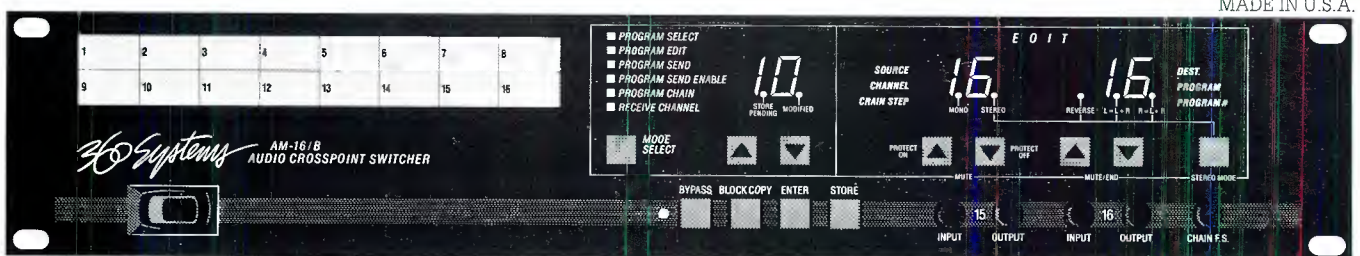 MADE IN U.S.A.
1 2 3 4 5 6 7 8
9 10 11 12 13 14 15 16
360 Systems
AM-16/B
AUDIO CROSSPOINT SWITCHER
PROGRAM SELECT
PROGRAM EDIT
PROGRAM SEND
PROGRAM SEND ENABLE
PROGRAM CHAIN
RECEIVE CHANNEL
MODE
SELECT
1.0.
STORE
PENDING
MODIFIED
EDIT
SOURCE
CHANNEL
CHAIN STEP
1.6.
MONO STEREO
1.6.
REVERSE L=L+R R=L+R
DEST.
PROGRAM
PROGRAM #
PROTECT
ON
PROTECT
OFF
MUTE
MUTE/END
STEREO MODE
BYPASS BLOCK COPY ENTER STORE
15
INPUT OUTPUT
16
INPUT OUTPUT
CHAIN F.S.